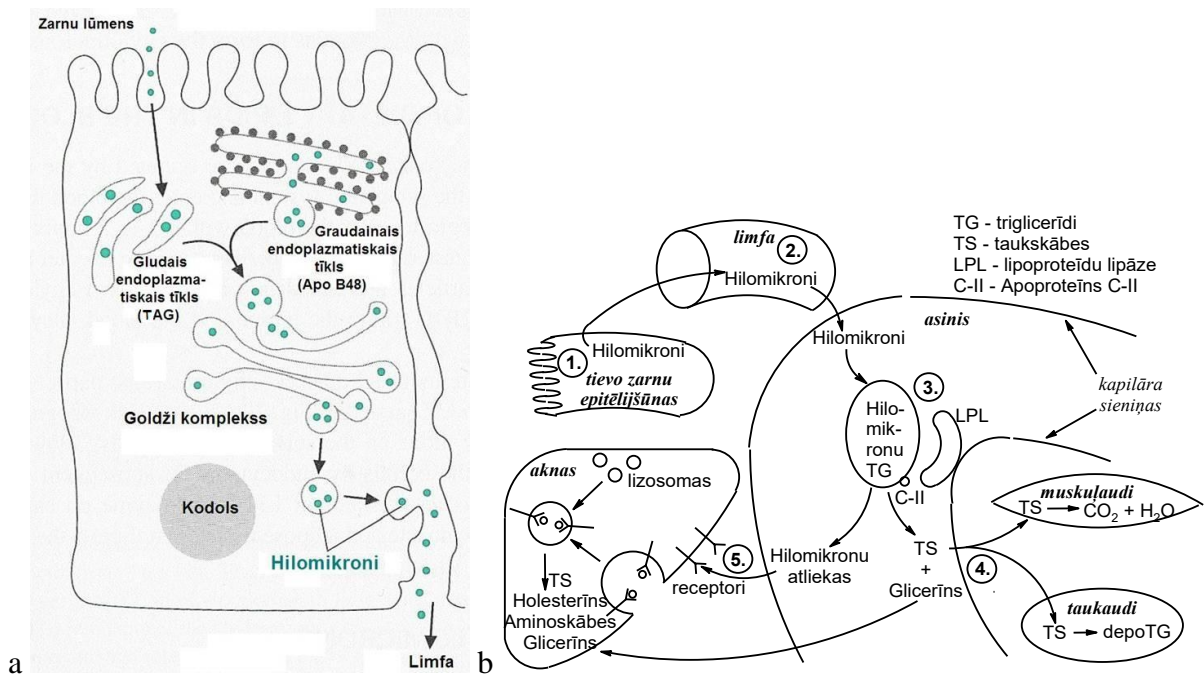 Zarnu lūmens
Graudainais
endoplazmatiskais
tīkls
(Apo B48)
Gludais
endoplazma-
tiskais tīkls
(TAG)
Goldži komplekss
Kodols
Hilomikroni
Limfa
a
b
TG - triglicerīdi
TS - taukskābes
LPL - lipoproteīdu lipāze
C-II - Apoproteīns C-II
limfa
2.
Hilomikroni
asinis
Hilomikroni
1.
Hilomikroni
tievo zarnu
epitēlijšūnas
3.
kapilāra
sieniņas
Hilo-
mik-
ronu
TG
LPL
C-II
aknas
lizosomas
muskuļaudi
TS
CO2 + H2O
TS
+
Glicerīns
4.
Hilomikronu
atliekas
5.
receptori
TS
Holesterīns
Aminoskābes
Glicerīns
taukaudi
TS
depoTG